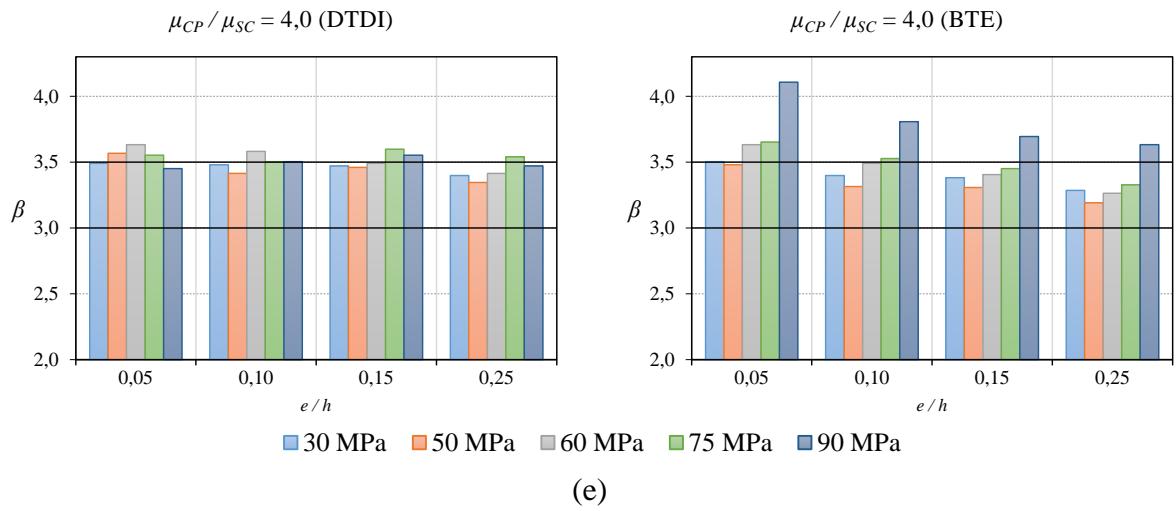 μCP / μSC = 4,0 (DTDI)
4,0
3,5
3,0
2,5
2,0
β
0,05 0,10 0,15 0,25
e / h
μCP / μSC = 4,0 (BTE)
4,0
3,5
3,0
2,5
2,0
β
0,05 0,10 0,15 0,25
e / h
30 MPa 50 MPa 60 MPa 75 MPa 90 MPa
(e)